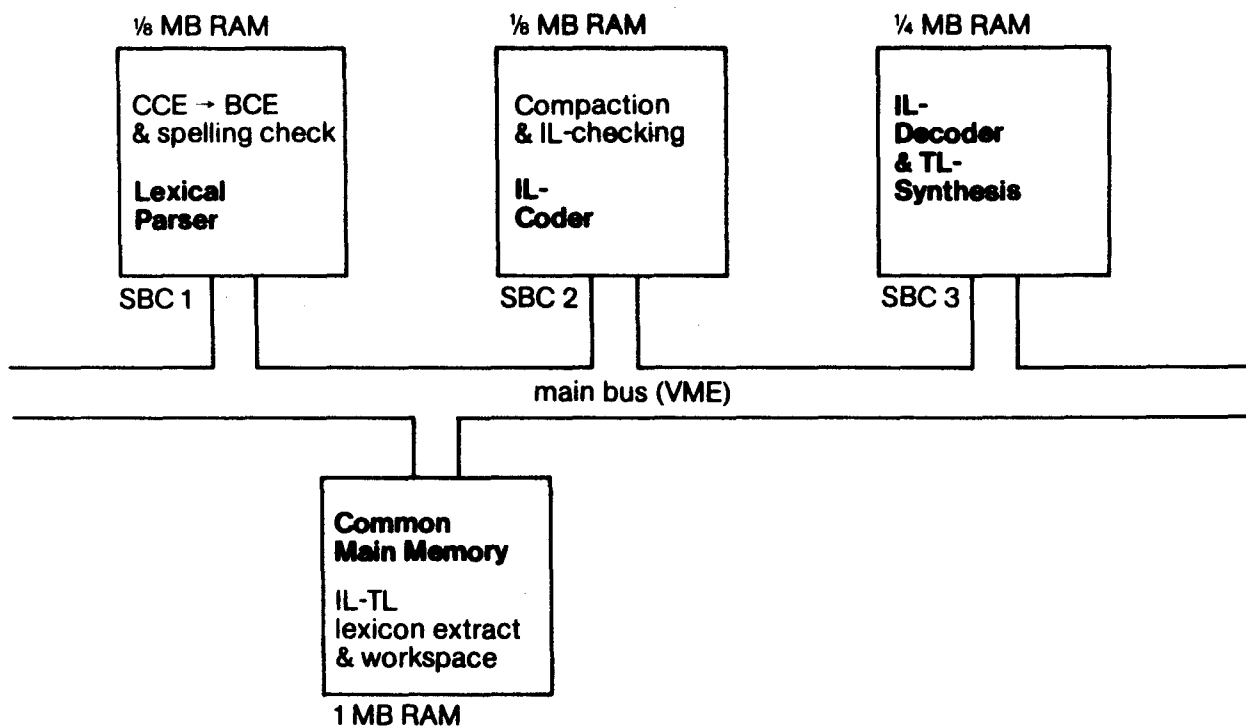 ⅛ MB RAM
CCE → BCE
& spelling check
Lexical
Parser
SBC 1
⅛ MB RAM
Compaction
& IL-checking
IL-
Coder
SBC 2
¼ MB RAM
IL-
Decoder
& TL-
Synthesis
SBC 3
main bus (VME)
Common
Main Memory
IL-TL
lexicon extract
& workspace
1 MB RAM